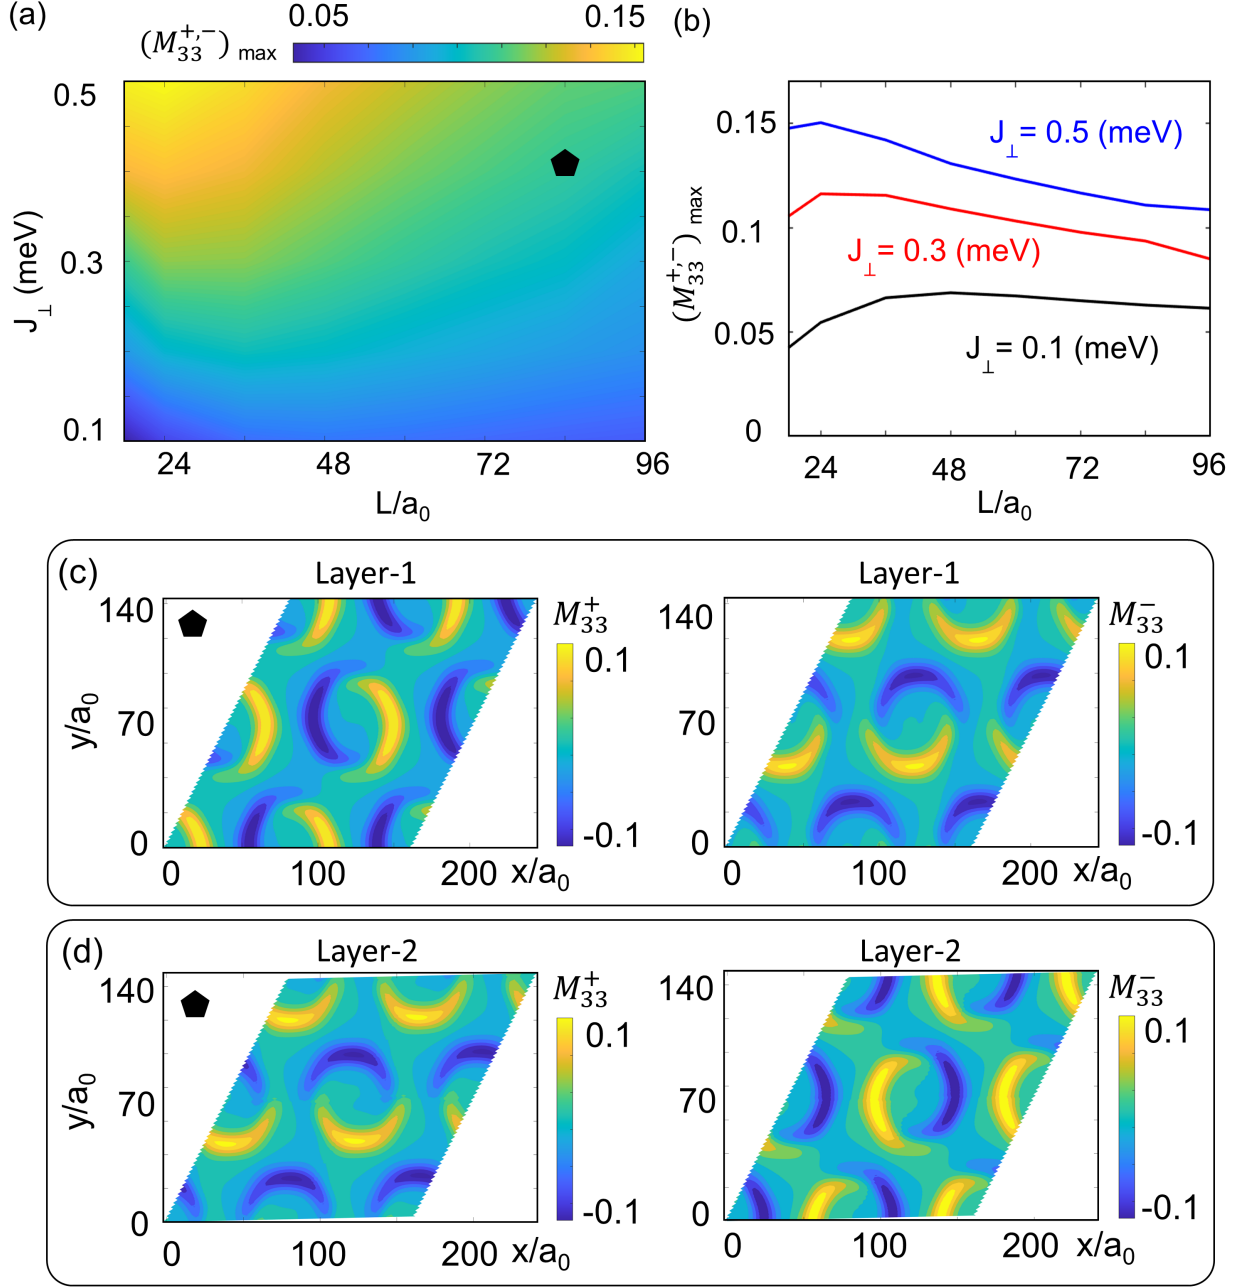 (a)
0.05 0.15
(M₃₃⁺'⁻) max
0.5
0.3
0.1
J⊥ (meV)
24 48 72 96
L/a₀
(b)
0.15
0.1
0.05
0
(M₃₃⁺'⁻) max
J⊥= 0.5 (meV)
J⊥= 0.3 (meV)
J⊥= 0.1 (meV)
24 48 72 96
L/a₀
(c)
Layer-1
M₃₃⁺
0.1
-0.1
140
70
0
y/a₀
0 100 200 x/a₀
Layer-1
M₃₃⁻
0.1
-0.1
140
70
0
0 100 200 x/a₀
(d)
Layer-2
M₃₃⁺
0.1
-0.1
140
70
0
y/a₀
0 100 200 x/a₀
Layer-2
M₃₃⁻
0.1
-0.1
140
70
0
0 100 200 x/a₀